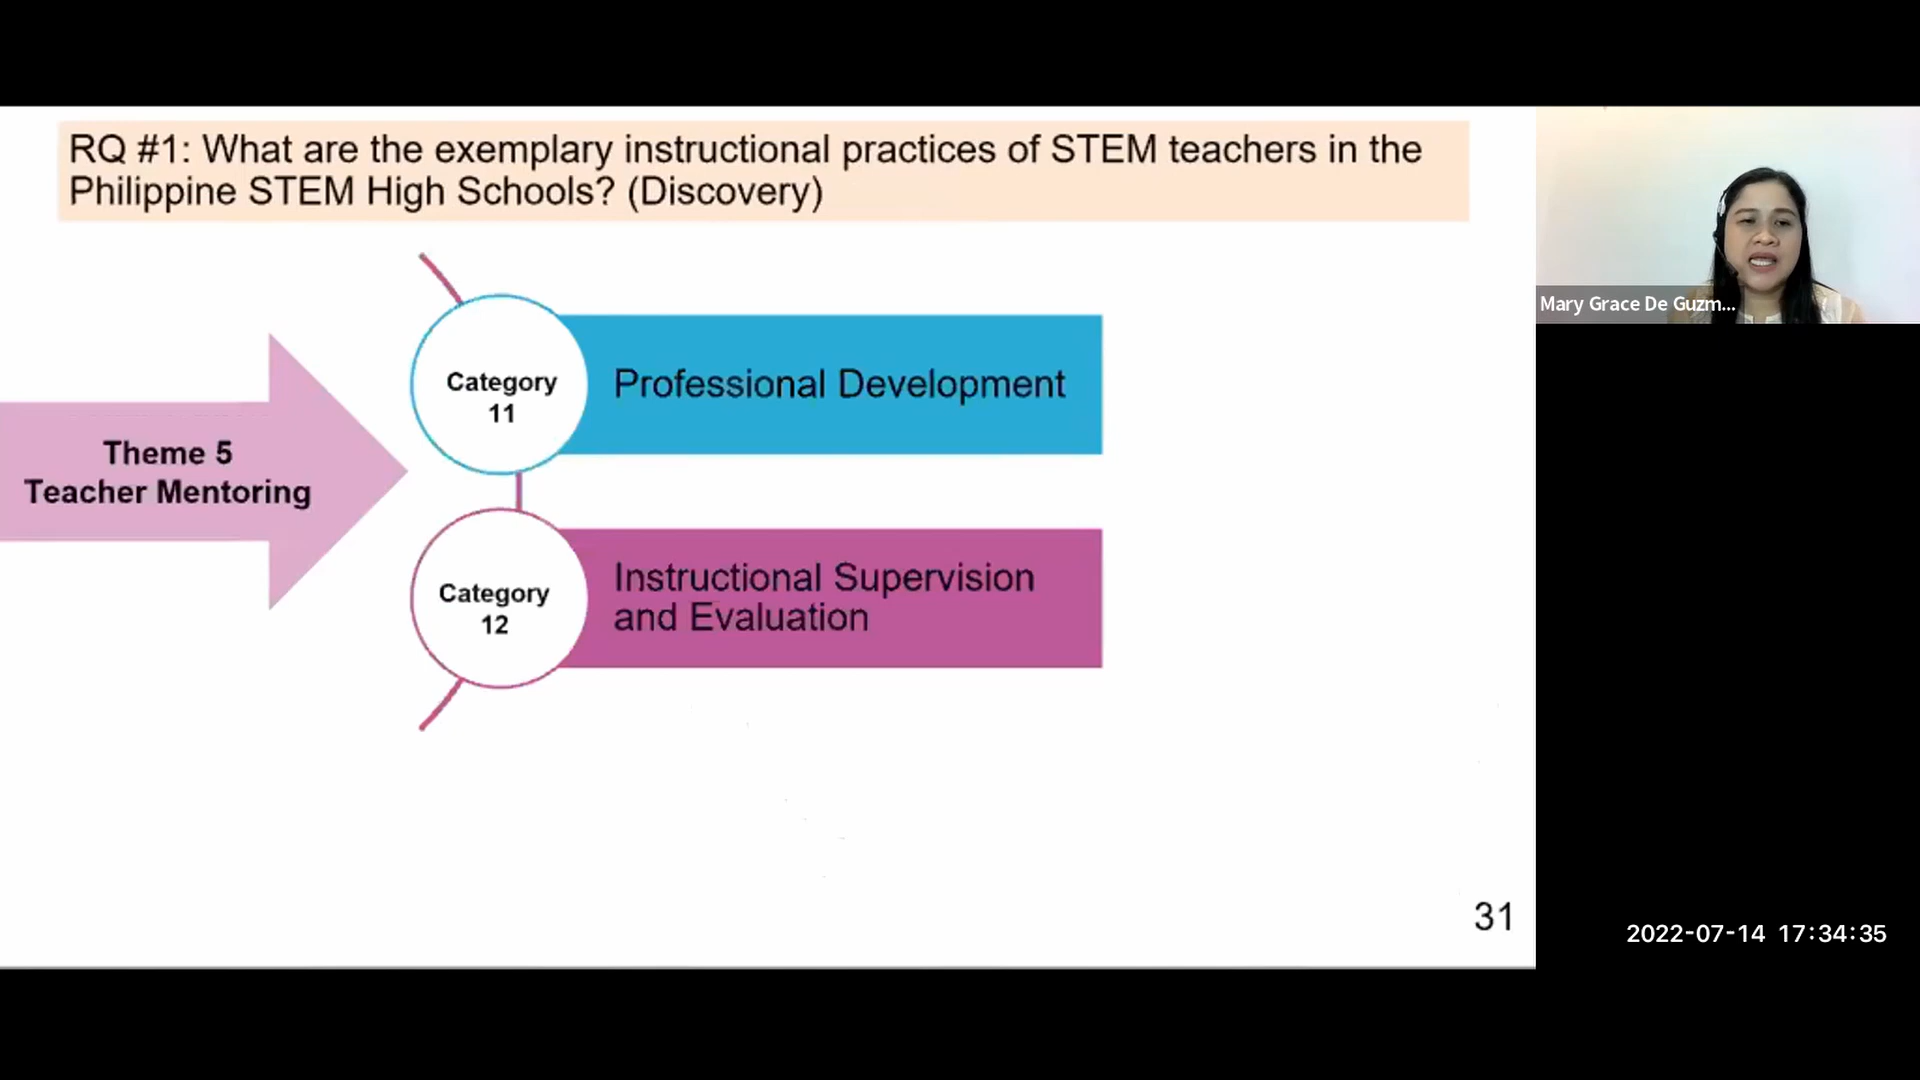 RQ #1: What are the exemplary instructional practices of STEM teachers in the
Philippine STEM High Schools? (Discovery)
Mary Grace De Guzm...
Category
11
Professional Development
Theme 5
Teacher Mentoring
Category
12
Instructional Supervision
and Evaluation
31
2022-07-14 17:34:35